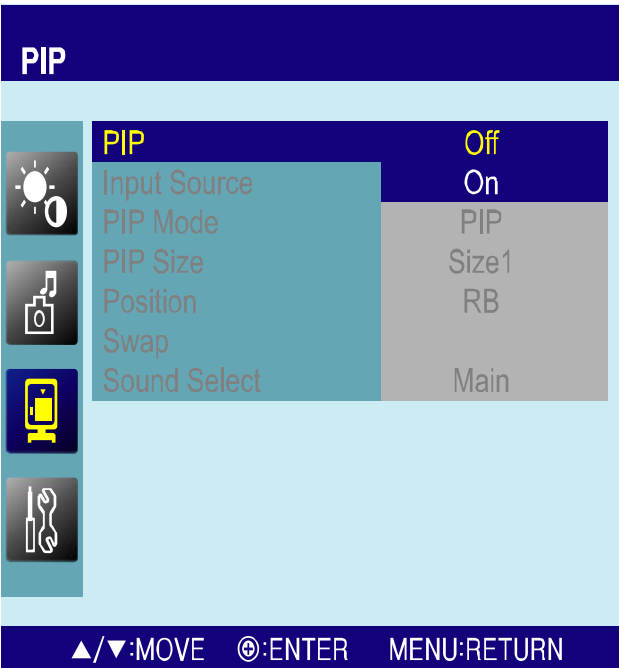 PIP
PIP Off
Input Source On
PIP Mode PIP
PIP Size Size1
Position RB
Swap
Sound Select Main
▲/▼:MOVE ⊕:ENTER MENU:RETURN